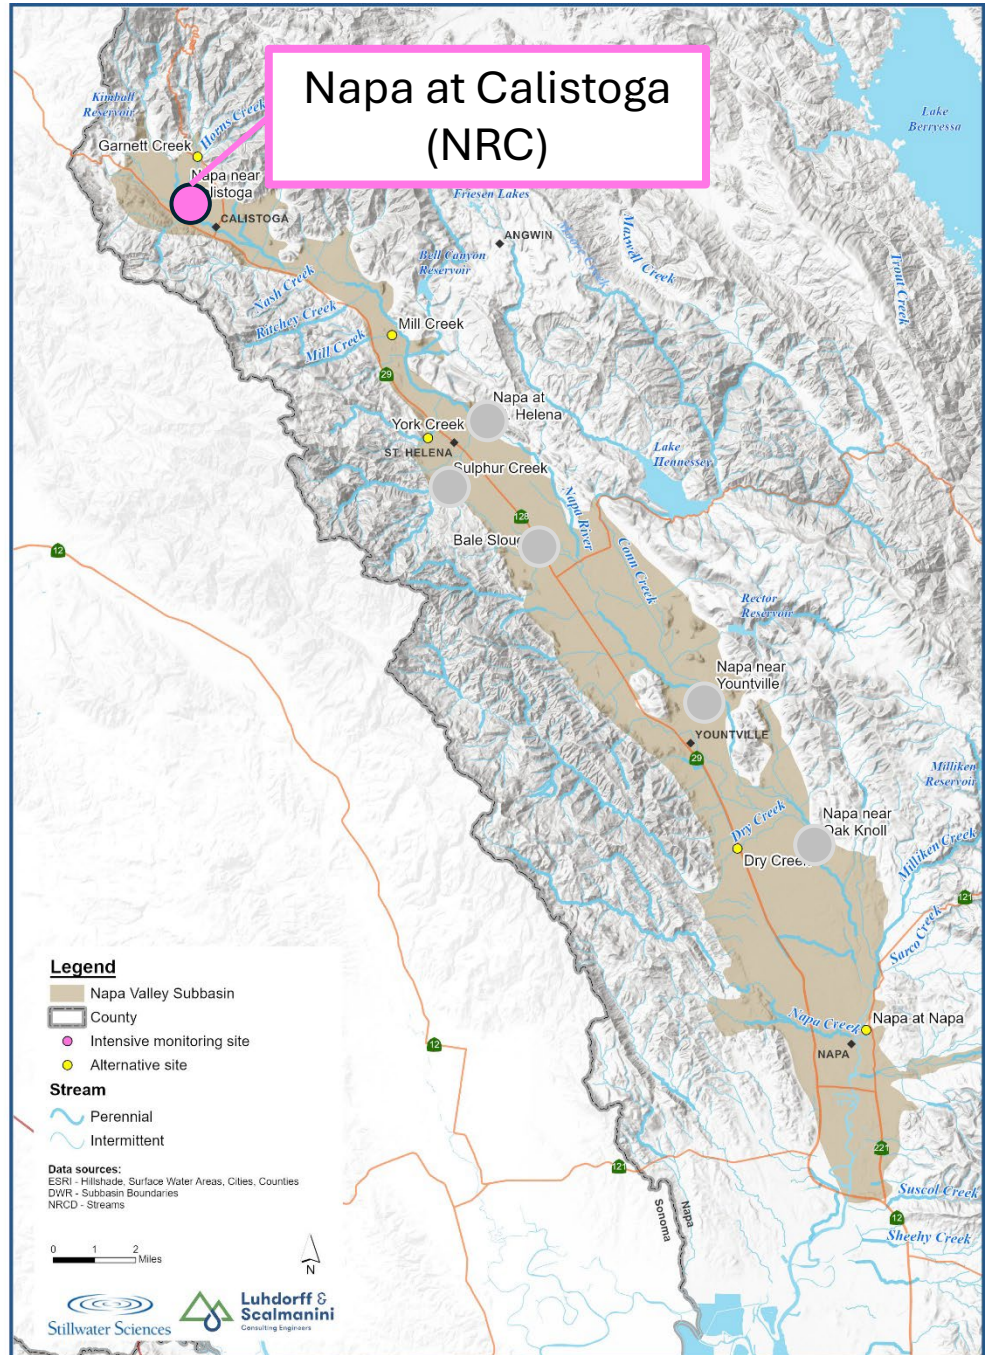 Napa at Calistoga
(NRC)
Kimball
Reservoir
Horns Creek
Garnett Creek
Napa near
listoga
CALISTOGA
Friesen Lakes
ANGWIN
Bell Canyon
Reservoir
Maxwell Creek
Trout Creek
Lake
Berryessa
Nash Creek
Ritchey Creek
Mill Creek
Mill Creek
29
Napa at
. Helena
York Creek
ST. HELENA
Sulphur Creek
Lake
Hennessey
128
Napa River
Bale Slou
Conn Creek
12
Rector
Reservoir
Napa near
Yountville
YOUNTVILLE
29
Milliken
Reservoir
Napa near
Oak Knoll
Dry Creek
Dry Cree
Milliken Creek
121
Sarco Creek
Napa Creek
Napa at Napa
NAPA
12
221
121
Suscol Creek
12
Sheehy Creek
Sonoma
Napa
Legend
Napa Valley Subbasin
County
Intensive monitoring site
Alternative site
Stream
Perennial
Intermittent
Data sources:
ESRI - Hillshade, Surface Water Areas, Cities, Counties
DWR - Subbasin Boundaries
NRCD - Streams
0 1 2
Miles
N
Stillwater Sciences
Luhdorff &
Scalmanini
Consulting Engineers